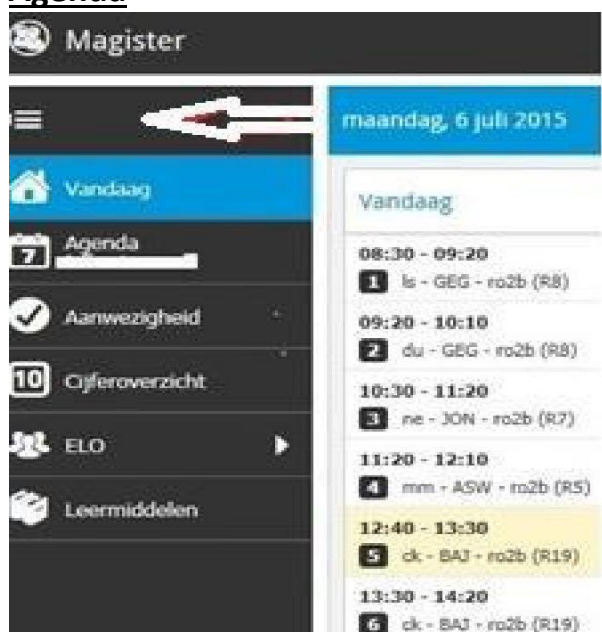 Agenda
Magister
maandag, 6 juli 2015
Vandaag
Agenda
7
Aanwezigheid
10 Cijferoverzicht
ELO
Leermiddelen
Vandaag
08:30 - 09:20
1 ls - GEG - ro2b (R8)
09:20 - 10:10
2 du - GEG - ro2b (R8)
10:30 - 11:20
3 ne - JON - ro2b (R7)
11:20 - 12:10
4 mm - ASW - ro2b (R5)
12:40 - 13:30
5 ck - BAJ - ro2b (R19)
13:30 - 14:20
6 ck - BAJ - ro2b (R19)